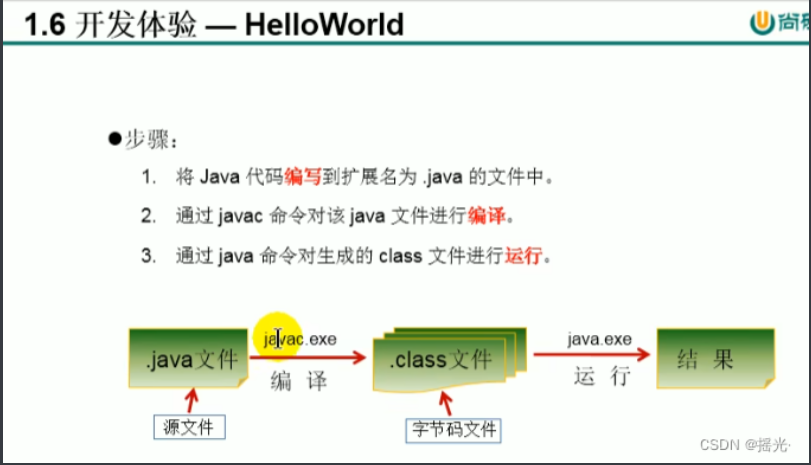 1.6 开发体验 — HelloWorld
尚硅
●步骤：
1. 将 Java 代码编写到扩展名为 .java 的文件中。
2. 通过 javac 命令对该 java 文件进行编译。
3. 通过 java 命令对生成的 class 文件进行运行。
.java文件
javac.exe
编 译
.class文件
java.exe
运 行
结 果
源文件
字节码文件
CSDN @摇光·